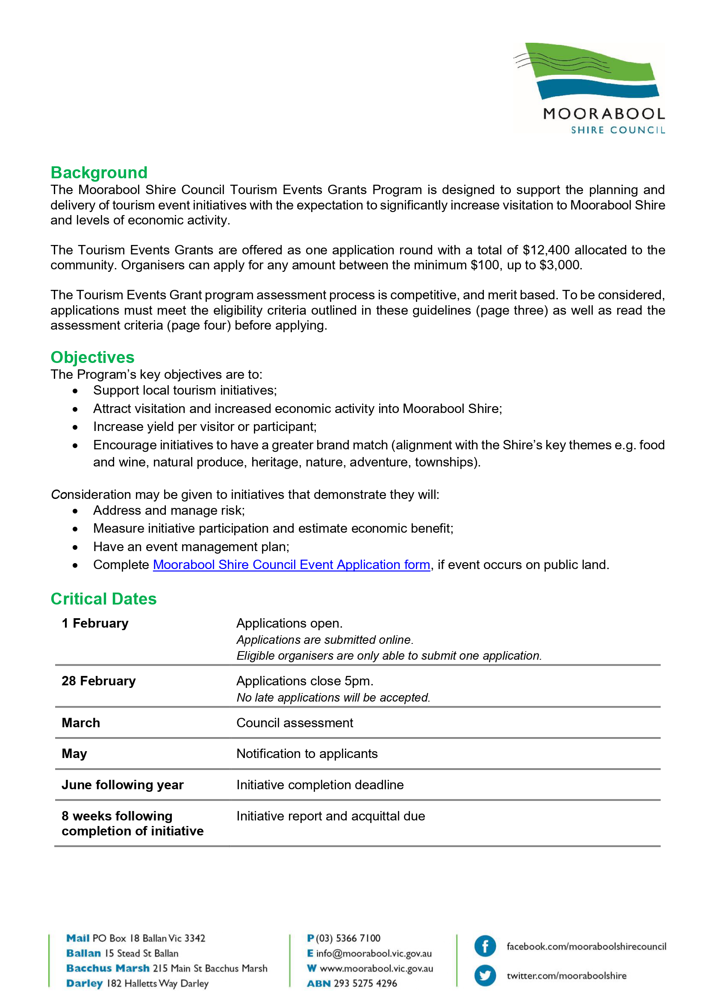 MOORABOOL
SHIRE COUNCIL
Background
The Moorabool Shire Council Tourism Events Grants Program is designed to support the planning and
delivery of tourism event initiatives with the expectation to significantly increase visitation to Moorabool Shire
and levels of economic activity.
The Tourism Events Grants are offered as one application round with a total of $12,400 allocated to the
community. Organisers can apply for any amount between the minimum $100, up to $3,000.
The Tourism Events Grant program assessment process is competitive, and merit based. To be considered,
applications must meet the eligibility criteria outlined in these guidelines (page three) as well as read the
assessment criteria (page four) before applying.
Objectives
The Program’s key objectives are to:
• Support local tourism initiatives;
• Attract visitation and increased economic activity into Moorabool Shire;
• Increase yield per visitor or participant;
• Encourage initiatives to have a greater brand match (alignment with the Shire’s key themes e.g. food
and wine, natural produce, heritage, nature, adventure, townships).
Consideration may be given to initiatives that demonstrate they will:
• Address and manage risk;
• Measure initiative participation and estimate economic benefit;
• Have an event management plan;
• Complete Moorabool Shire Council Event Application form, if event occurs on public land.
Critical Dates
1 February Applications open.
Applications are submitted online.
Eligible organisers are only able to submit one application.
28 February Applications close 5pm.
No late applications will be accepted.
March Council assessment
May Notification to applicants
June following year Initiative completion deadline
8 weeks following Initiative report and acquittal due
completion of initiative
Mail PO Box 18 Ballan Vic 3342
Ballan 15 Stead St Ballan
Bacchus Marsh 215 Main St Bacchus Marsh
Darley 182 Halletts Way Darley
P (03) 5366 7100
E info@moorabool.vic.gov.au
W www.moorabool.vic.gov.au
ABN 293 5275 4296
facebook.com/mooraboolshirecouncil
twitter.com/mooraboolshire